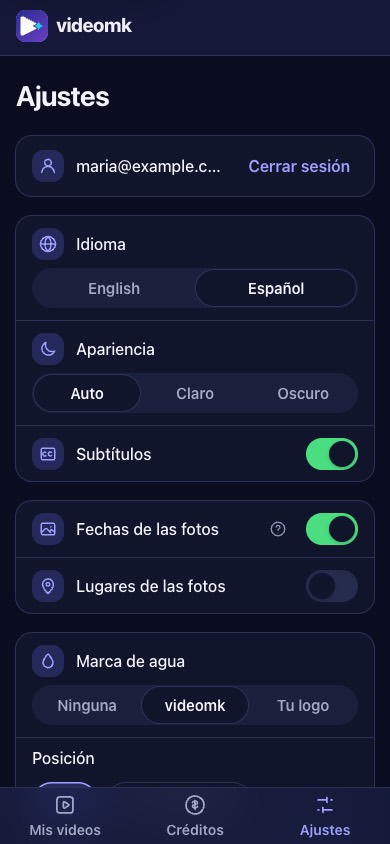 videomk
Ajustes
maria@example.c... Cerrar sesión
Idioma
English Español
Apariencia
Auto Claro Oscuro
CC Subtítulos
Fechas de las fotos ?
Lugares de las fotos
Marca de agua
Ninguna videomk Tu logo
Posición
Mis videos Créditos Ajustes